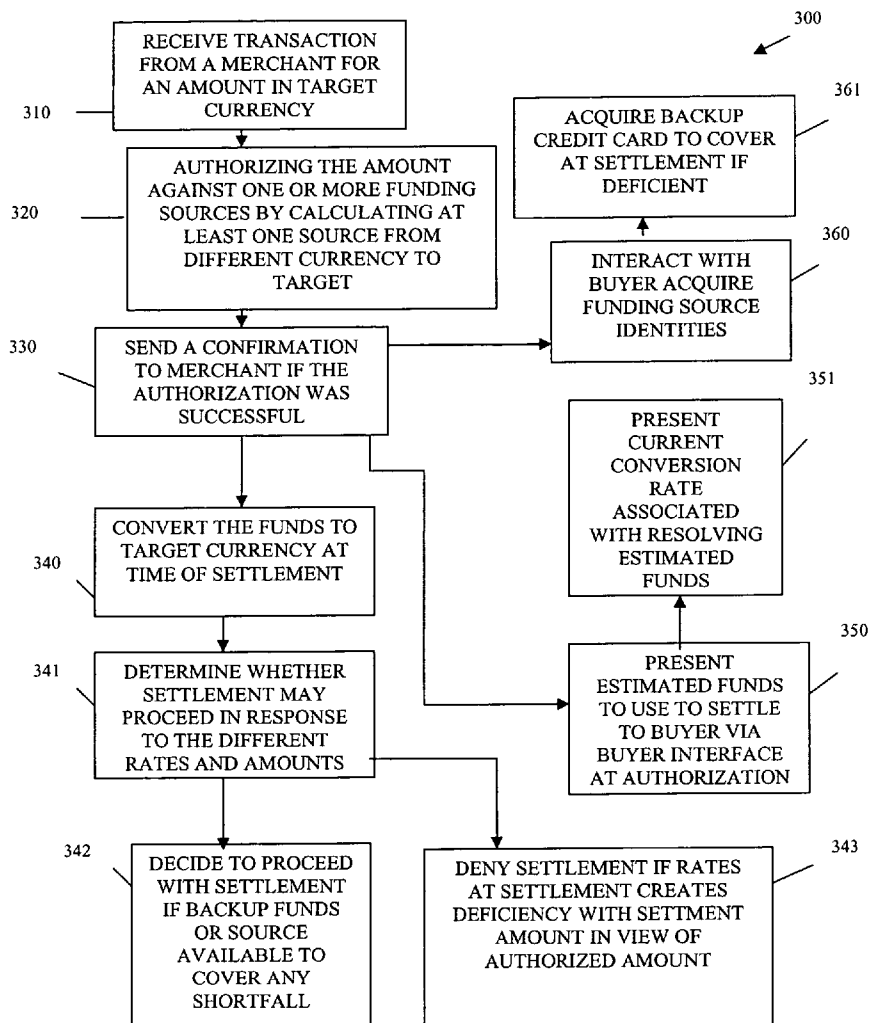 300
RECEIVE TRANSACTION
FROM A MERCHANT FOR
AN AMOUNT IN TARGET
CURRENCY
310
361
ACQUIRE BACKUP
CREDIT CARD TO COVER
AT SETTLEMENT IF
DEFICIENT
320
AUTHORIZING THE AMOUNT
AGAINST ONE OR MORE FUNDING
SOURCES BY CALCULATING AT
LEAST ONE SOURCE FROM
DIFFERENT CURRENCY TO
TARGET
360
INTERACT WITH
BUYER ACQUIRE
FUNDING SOURCE
IDENTITIES
330
SEND A CONFIRMATION
TO MERCHANT IF THE
AUTHORIZATION WAS
SUCCESSFUL
351
PRESENT
CURRENT
CONVERSION
RATE
ASSOCIATED
WITH RESOLVING
ESTIMATED
FUNDS
340
CONVERT THE FUNDS TO
TARGET CURRENCY AT
TIME OF SETTLEMENT
350
PRESENT
ESTIMATED FUNDS
TO USE TO SETTLE
TO BUYER VIA
BUYER INTERFACE
AT AUTHORIZATION
341
DETERMINE WHETHER
SETTLEMENT MAY
PROCEED IN RESPONSE
TO THE DIFFERENT
RATES AND AMOUNTS
342
DECIDE TO PROCEED
WITH SETTLEMENT
IF BACKUP FUNDS
OR SOURCE
AVAILABLE TO
COVER ANY
SHORTFALL
343
DENY SETTLEMENT IF RATES
AT SETTLEMENT CREATES
DEFICIENCY WITH SETTMENT
AMOUNT IN VIEW OF
AUTHORIZED AMOUNT